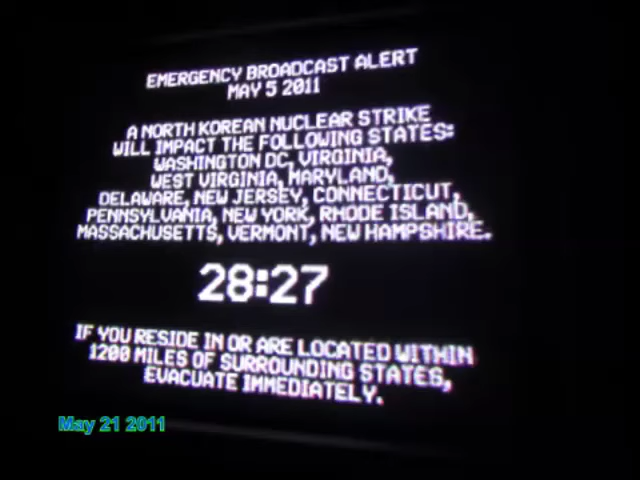 EMERGENCY BROADCAST ALERT
MAY 5 2011
A NORTH KOREAN NUCLEAR STRIKE
WILL IMPACT THE FOLLOWING STATES:
WASHINGTON DC, VIRGINIA,
WEST VIRGINIA, MARYLAND,
DELAWARE, NEW JERSEY, CONNECTICUT,
PENNSYLVANIA, NEW YORK, RHODE ISLAND,
MASSACHUSETTS, VERMONT, NEW HAMPSHIRE.
28:27
IF YOU RESIDE IN OR ARE LOCATED WITHIN
1200 MILES OF SURROUNDING STATES,
EVACUATE IMMEDIATELY.
May 21 2011